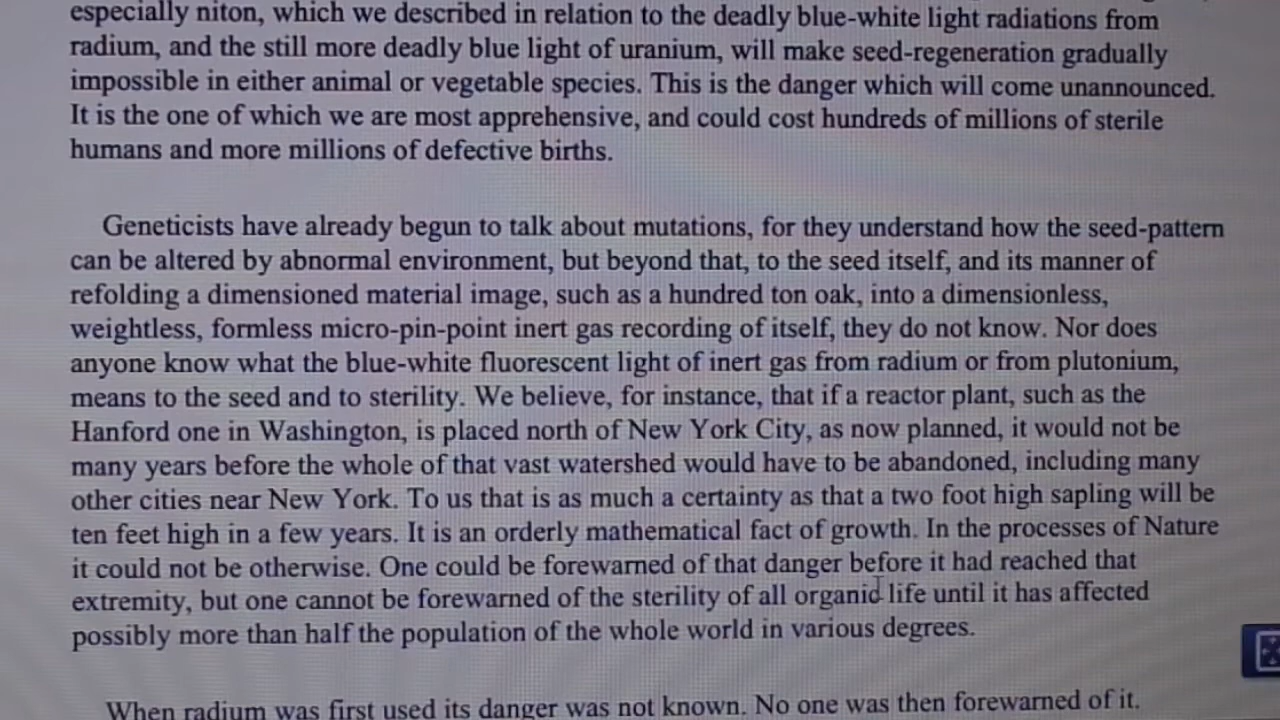 especially niton, which we described in relation to the deadly blue-white light radiations from
radium, and the still more deadly blue light of uranium, will make seed-regeneration gradually
impossible in either animal or vegetable species. This is the danger which will come unannounced.
It is the one of which we are most apprehensive, and could cost hundreds of millions of sterile
humans and more millions of defective births.
Geneticists have already begun to talk about mutations, for they understand how the seed-pattern
can be altered by abnormal environment, but beyond that, to the seed itself, and its manner of
refolding a dimensioned material image, such as a hundred ton oak, into a dimensionless,
weightless, formless micro-pin-point inert gas recording of itself, they do not know. Nor does
anyone know what the blue-white fluorescent light of inert gas from radium or from plutonium,
means to the seed and to sterility. We believe, for instance, that if a reactor plant, such as the
Hanford one in Washington, is placed north of New York City, as now planned, it would not be
many years before the whole of that vast watershed would have to be abandoned, including many
other cities near New York. To us that is as much a certainty as that a two foot high sapling will be
ten feet high in a few years. It is an orderly mathematical fact of growth. In the processes of Nature
it could not be otherwise. One could be forewarned of that danger before it had reached that
extremity, but one cannot be forewarned of the sterility of all organic life until it has affected
possibly more than half the population of the whole world in various degrees.
When radium was first used its danger was not known. No one was then forewarned of it.